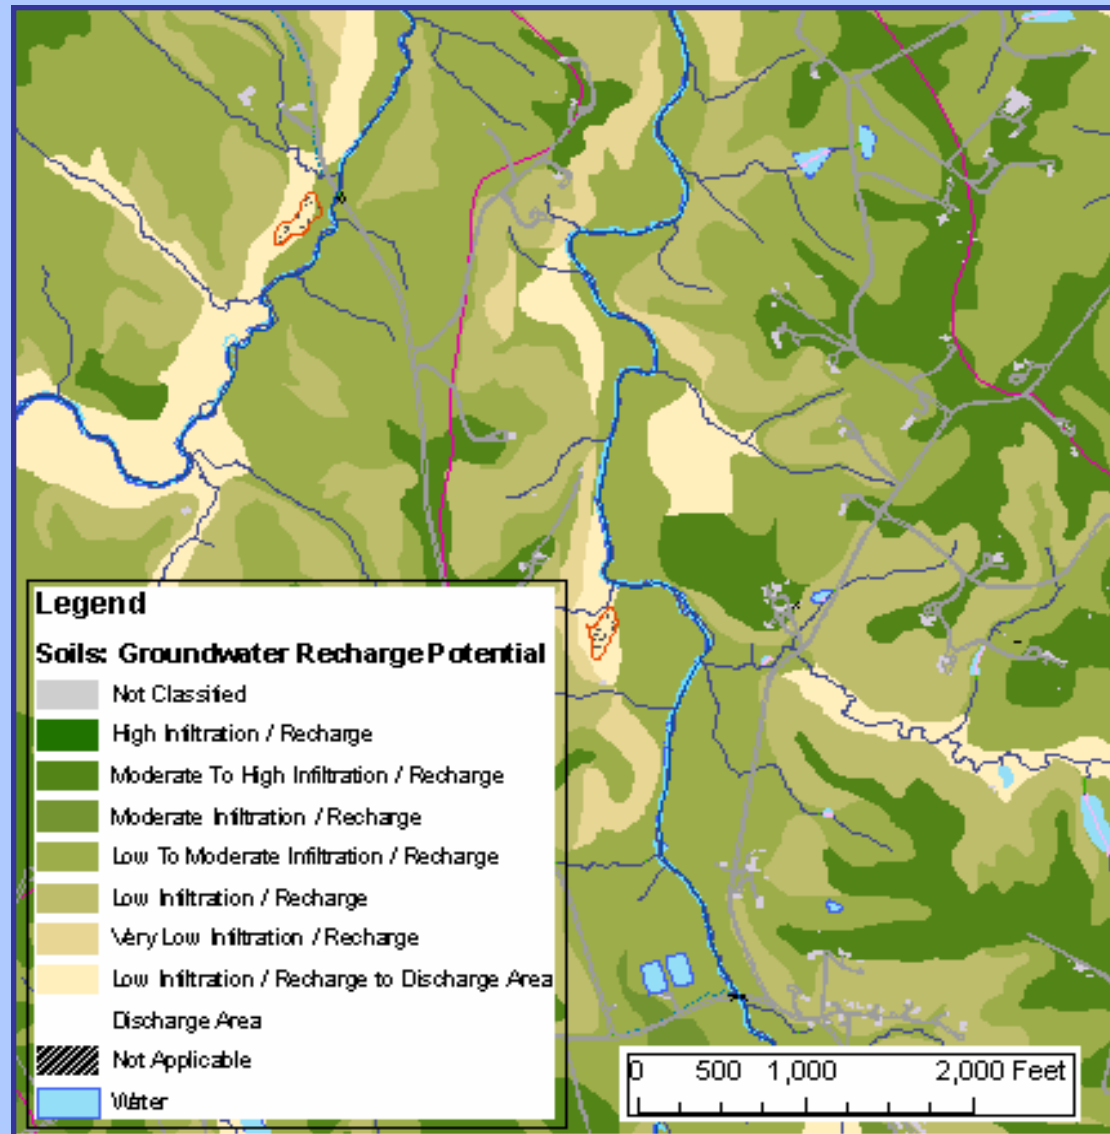 Legend
Soils: Groundwater Recharge Potential
Not Classified
High Infiltration / Recharge
Moderate To High Infiltration / Recharge
Moderate Infiltration / Recharge
Low To Moderate Infiltration / Recharge
Low Infiltration / Recharge
Very Low Infiltration / Recharge
Low Infiltration / Recharge to Discharge Area
Discharge Area
Not Applicable
Water
0 500 1,000 2,000 Feet